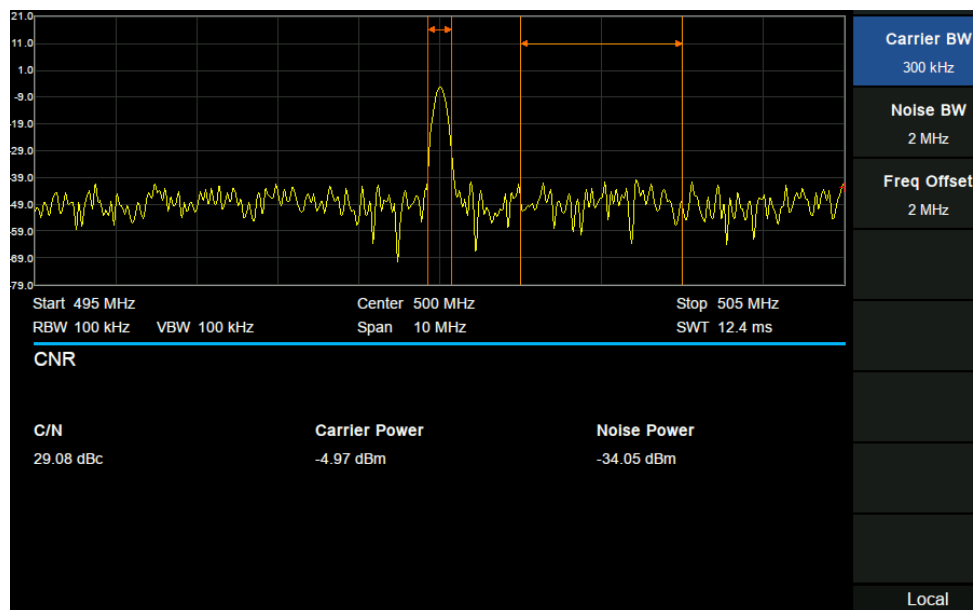 21.0
11.0
1.0
-9.0
-19.0
-29.0
-39.0
-49.0
-59.0
-69.0
-79.0
Start 495 MHz Center 500 MHz Stop 505 MHz
RBW 100 kHz VBW 100 kHz Span 10 MHz SWT 12.4 ms
CNR
C/N Carrier Power Noise Power
29.08 dBc -4.97 dBm -34.05 dBm
Carrier BW
300 kHz
Noise BW
2 MHz
Freq Offset
2 MHz
Local